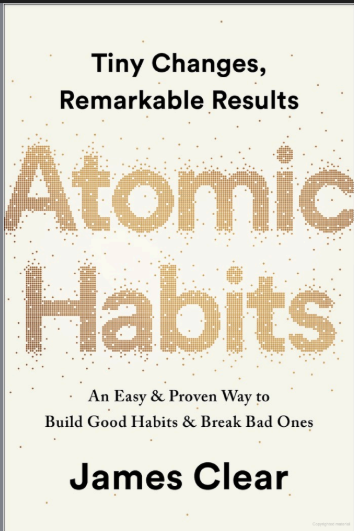 Tiny Changes,
Remarkable Results
Atomic
Habits
An Easy & Proven Way to
Build Good Habits & Break Bad Ones
James Clear